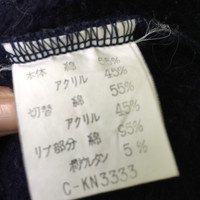 本体 綿 55%
アクリル 45%
切替 綿 55%
アクリル 45%
リブ部分 綿 95%
ポリウレタン 5%
C-KN3333